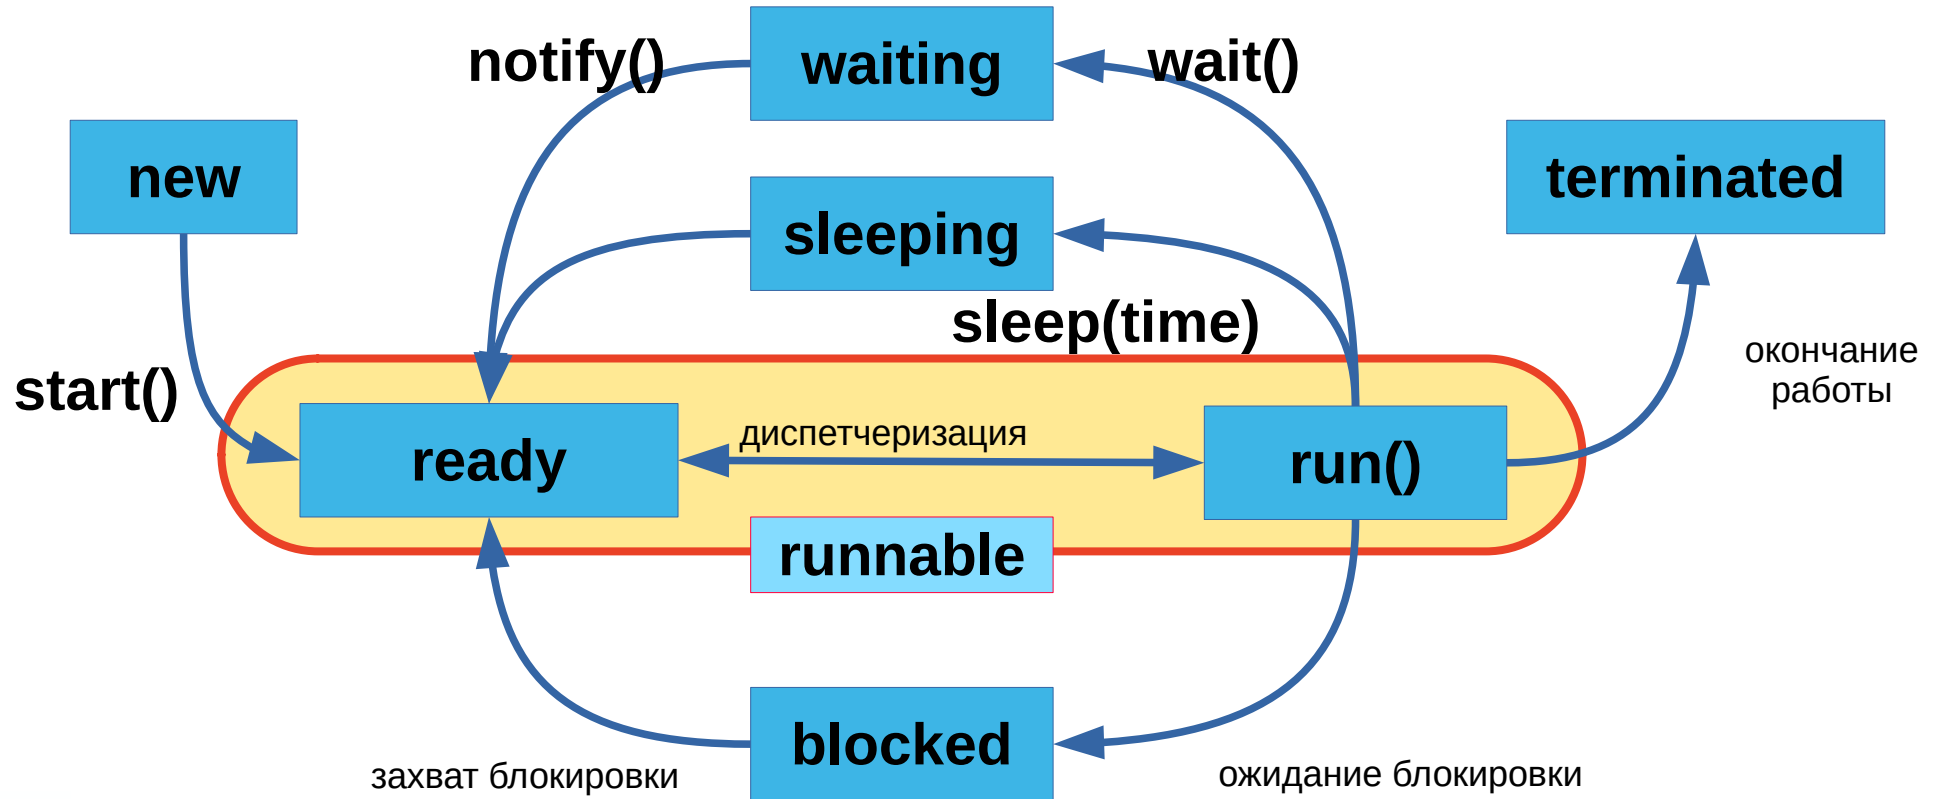 notify()
waiting
wait()
new
terminated
sleeping
sleep(time)
start()
окончание
работы
ready
диспетчеризация
run()
runnable
blocked
захват блокировки
ожидание блокировки